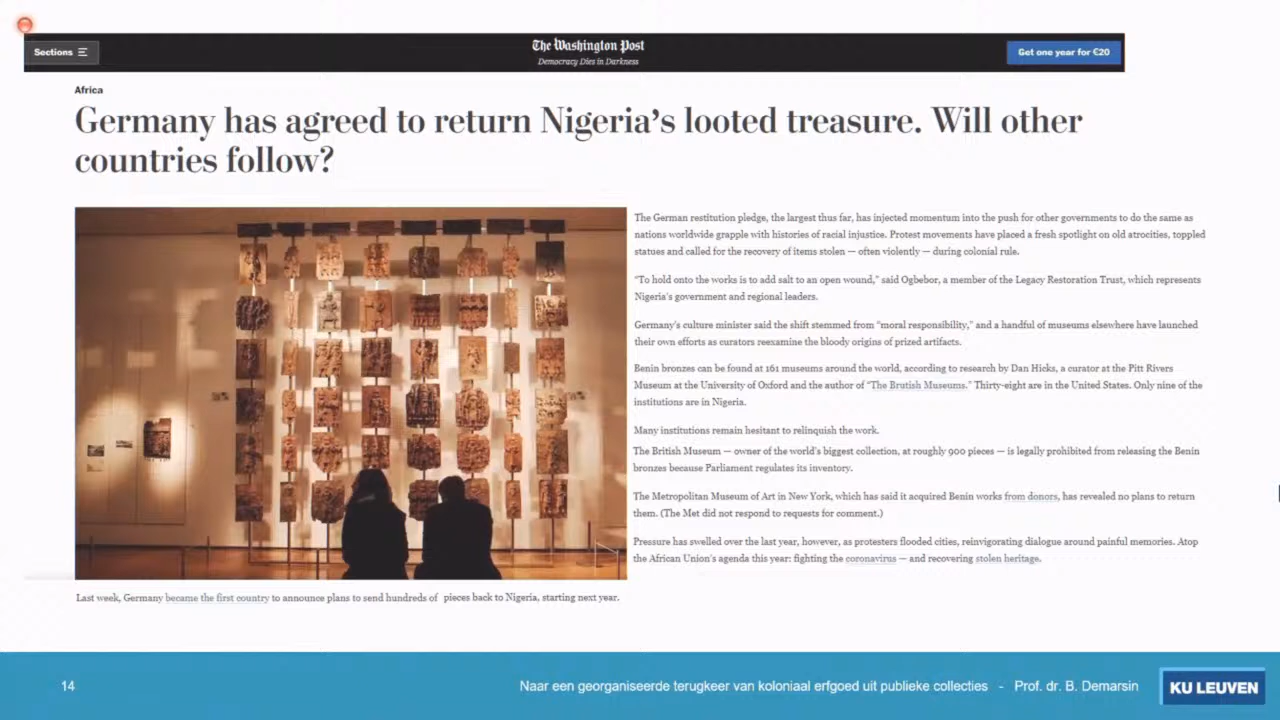 Sections
The Washington Post
Democracy Dies in Darkness
Get one year for €20
Africa
Germany has agreed to return Nigeria's looted treasure. Will other
countries follow?
The German restitution pledge, the largest thus far, has injected momentum into the push for other governments to do the same as
nations worldwide grapple with histories of racial injustice. Protest movements have placed a fresh spotlight on old atrocities, toppled
statues and called for the recovery of items stolen — often violently — during colonial rule.
“To hold onto the works is to add salt to an open wound,” said Ogbebor, a member of the Legacy Restoration Trust, which represents
Nigeria's government and regional leaders.
Germany's culture minister said the shift stemmed from “moral responsibility,” and a handful of museums elsewhere have launched
their own efforts as curators reexamine the bloody origins of prized artifacts.
Benin bronzes can be found at 161 museums around the world, according to research by Dan Hicks, a curator at the Pitt Rivers
Museum at the University of Oxford and the author of “The Brutish Museums.” Thirty-eight are in the United States. Only nine of the
institutions are in Nigeria.
Many institutions remain hesitant to relinquish the work.
The British Museum — owner of the world's biggest collection, at roughly 900 pieces — is legally prohibited from releasing the Benin
bronzes because Parliament regulates its inventory.
The Metropolitan Museum of Art in New York, which has said it acquired Benin works from donors, has revealed no plans to return
them. (The Met did not respond to requests for comment.)
Pressure has swelled over the last year, however, as protesters flooded cities, reinvigorating dialogue around painful memories. Atop
the African Union's agenda this year: fighting the coronavirus — and recovering stolen heritage.
Last week, Germany became the first country to announce plans to send hundreds of pieces back to Nigeria, starting next year.
14
Naar een georganiseerde terugkeer van koloniaal erfgoed uit publieke collecties - Prof. dr. B. Demarsin
KU LEUVEN